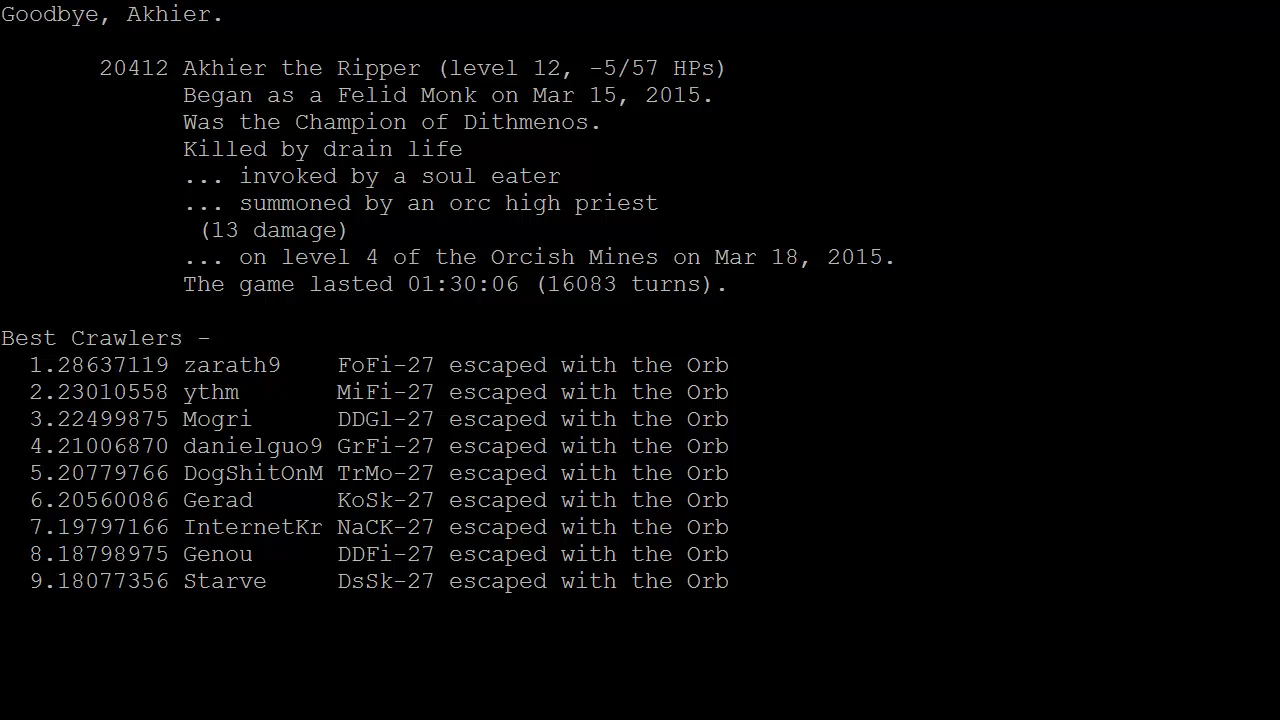 Goodbye, Akhier.
20412 Akhier the Ripper (level 12, -5/57 HPs)
Began as a Felid Monk on Mar 15, 2015.
Was the Champion of Dithmenos.
Killed by drain life
... invoked by a soul eater
... summoned by an orc high priest
(13 damage)
... on level 4 of the Orcish Mines on Mar 18, 2015.
The game lasted 01:30:06 (16083 turns).
Best Crawlers -
1.28637119 zarath9    FoFi-27 escaped with the Orb
2.23010558 ythm       MiFi-27 escaped with the Orb
3.22499875 Mogri      DDGl-27 escaped with the Orb
4.21006870 danielguo9 GrFi-27 escaped with the Orb
5.20779766 DogShitOnM TrMo-27 escaped with the Orb
6.20560086 Gerad      KoSk-27 escaped with the Orb
7.19797166 InternetKr NaCK-27 escaped with the Orb
8.18798975 Genou      DDFi-27 escaped with the Orb
9.18077356 Starve     DsSk-27 escaped with the Orb